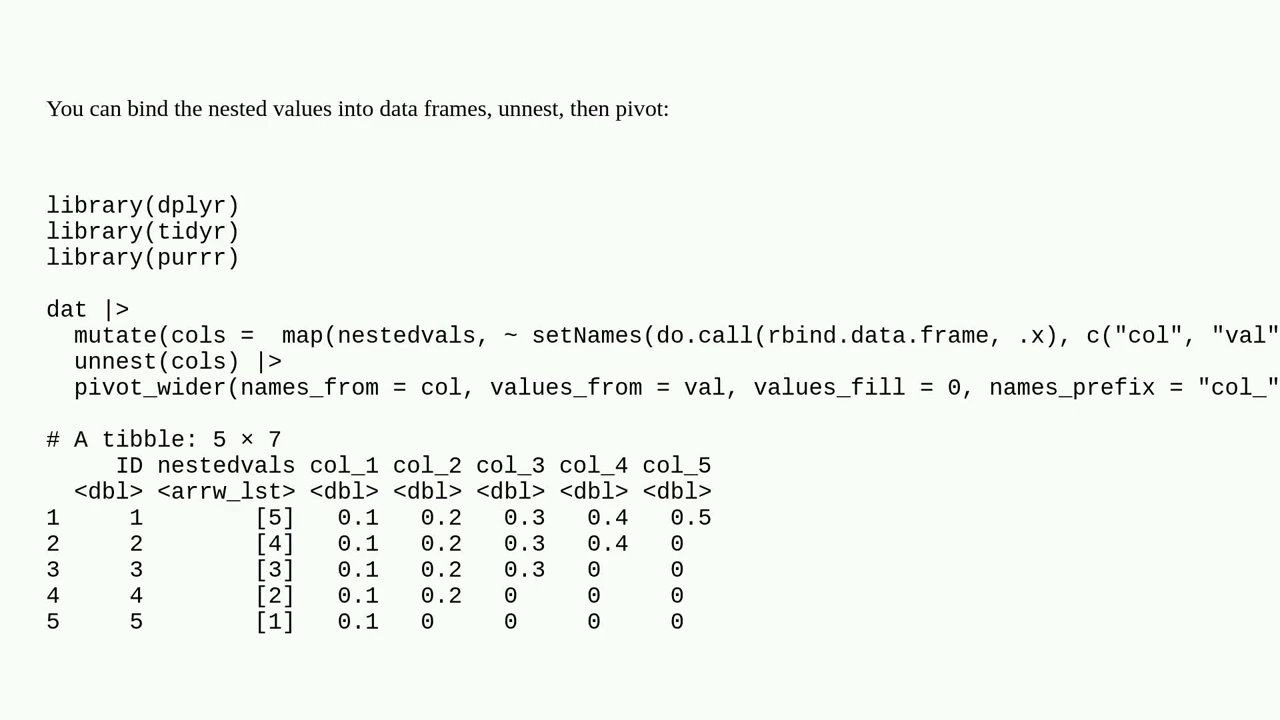 You can bind the nested values into data frames, unnest, then pivot:
library(dplyr)
library(tidyr)
library(purrr)
dat |>
  mutate(cols =  map(nestedvals, ~ setNames(do.call(rbind.data.frame, .x), c("col", "val"
  unnest(cols) |>
  pivot_wider(names_from = col, values_from = val, values_fill = 0, names_prefix = "col_"
# A tibble: 5 × 7
     ID nestedvals col_1 col_2 col_3 col_4 col_5
  <dbl> <arrw_lst> <dbl> <dbl> <dbl> <dbl> <dbl>
1     1        [5]   0.1   0.2   0.3   0.4   0.5
2     2        [4]   0.1   0.2   0.3   0.4   0
3     3        [3]   0.1   0.2   0.3   0     0
4     4        [2]   0.1   0.2   0     0     0
5     5        [1]   0.1   0     0     0     0